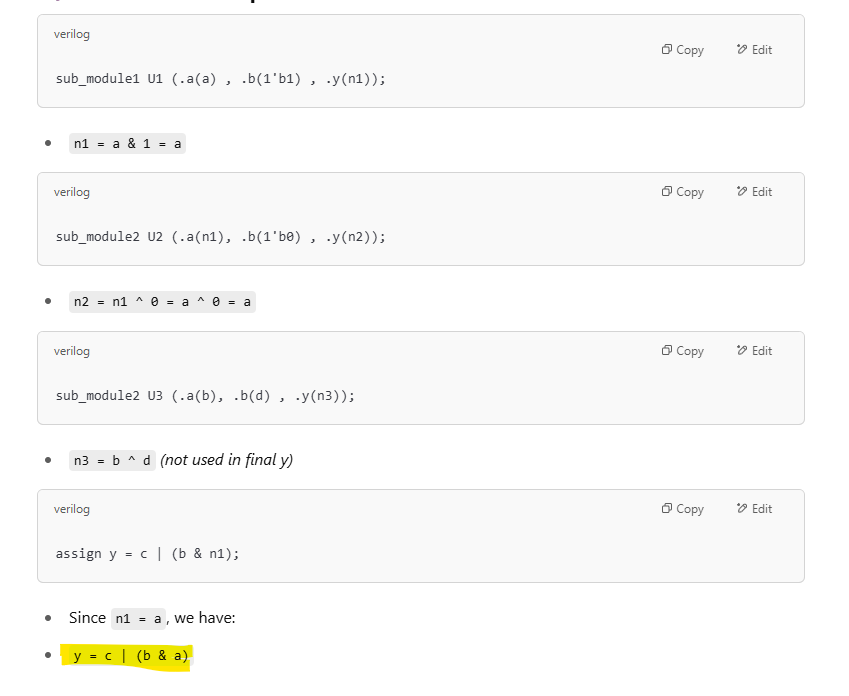 verilog
Copy Edit
sub_module1 U1 (.a(a) , .b(1'b1) , .y(n1));
n1 = a & 1 = a
verilog
Copy Edit
sub_module2 U2 (.a(n1), .b(1'b0) , .y(n2));
n2 = n1 ^ 0 = a ^ 0 = a
verilog
Copy Edit
sub_module2 U3 (.a(b), .b(d) , .y(n3));
n3 = b ^ d (not used in final y)
verilog
Copy Edit
assign y = c | (b & n1);
Since n1 = a, we have:
y = c | (b & a)